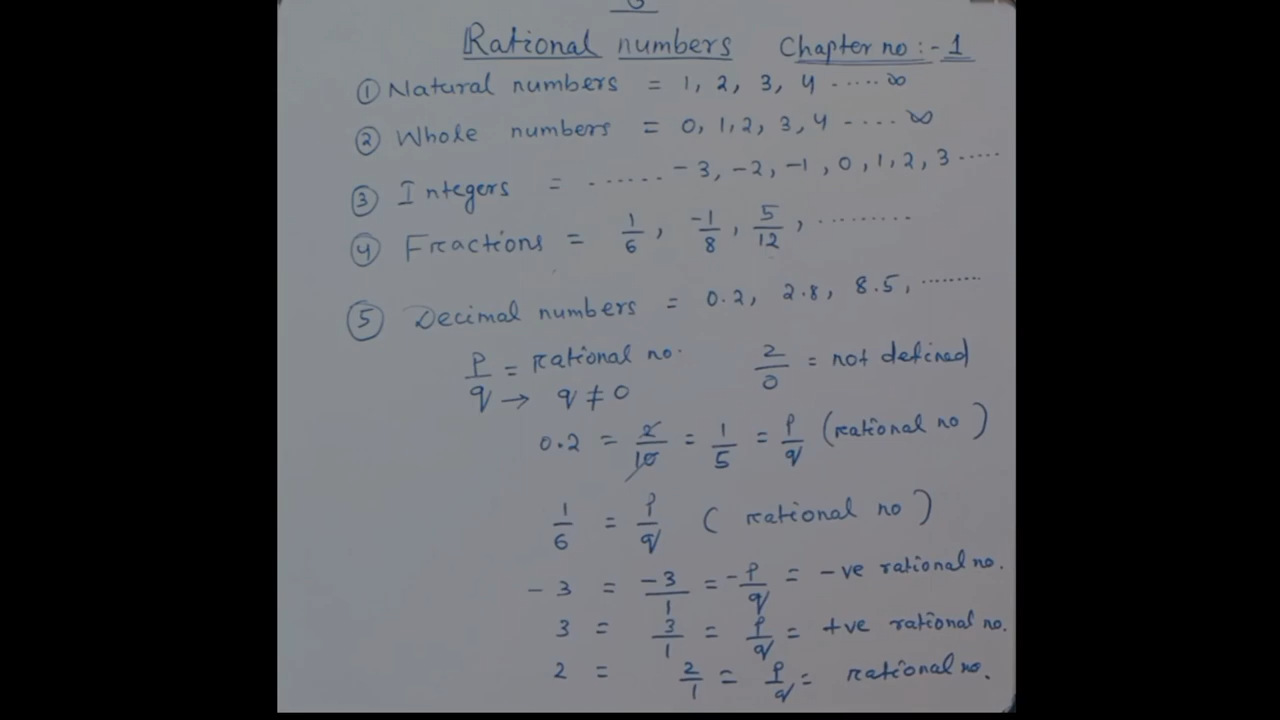 Rational numbers Chapter no :- 1
① Natural numbers = 1, 2, 3, 4 ..... ∞
② Whole numbers = 0, 1, 2, 3, 4 .... ∞
③ Integers = ...... -3, -2, -1, 0, 1, 2, 3 .....
④ Fractions = 1/6, -1/8, 5/12, .........
⑤ Decimal numbers = 0.2, 2.8, 8.5, ........
p/q = rational no. 2/0 = not defined
q → q ≠ 0
0.2 = 2/10 = 1/5 = p/q (rational no)
1/6 = p/q ( rational no )
-3 = -3/1 = -p/q = -ve rational no.
3 = 3/1 = p/q = +ve rational no.
2 = 2/1 = p/q = rational no.